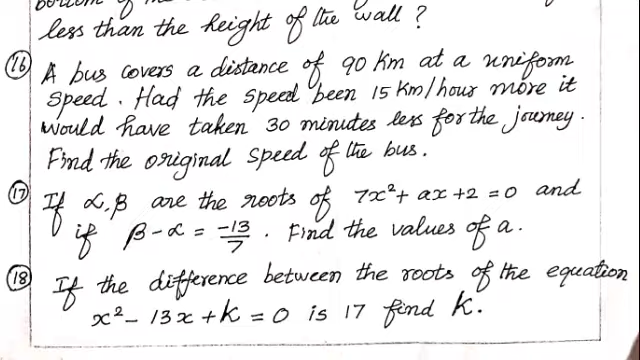 less than the height of the wall ?
(16) A bus covers a distance of 90 Km at a uniform
speed. Had the speed been 15 Km/hour more it
would have taken 30 minutes less for the journey.
Find the original speed of the bus.
(17) If α, β are the roots of 7x²+ ax +2 = 0 and
if β-α = -13/7. Find the values of a.
(18) If the difference between the roots of the equation
x² - 13x + k = 0 is 17 find k.